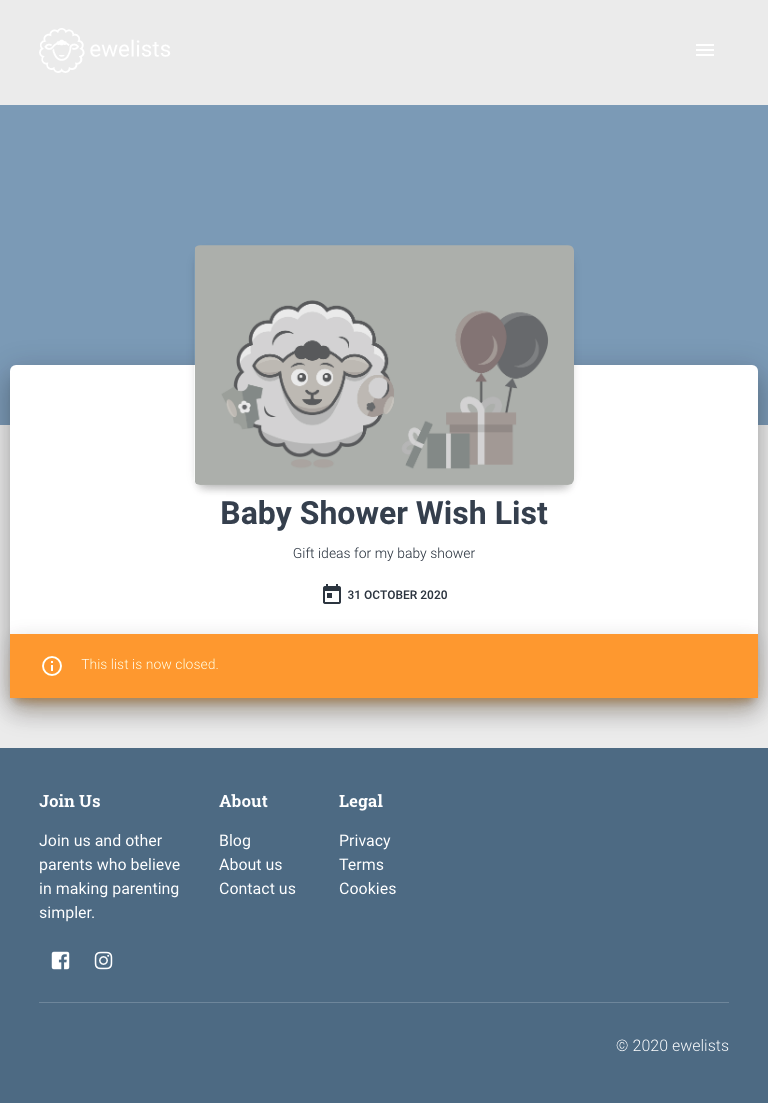 ewelists
Baby Shower Wish List
Gift ideas for my baby shower
31 OCTOBER 2020
This list is now closed.
Join Us
Join us and other
parents who believe
in making parenting
simpler.
About
Blog
About us
Contact us
Legal
Privacy
Terms
Cookies
© 2020 ewelists